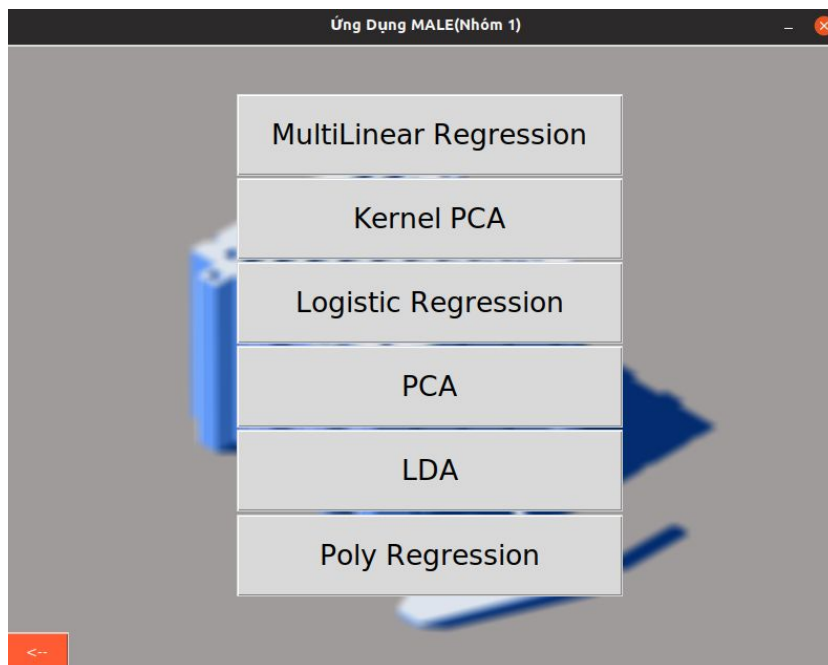 Ứng Dụng MALE(Nhóm 1)
MultiLinear Regression
Kernel PCA
Logistic Regression
PCA
LDA
Poly Regression
<--